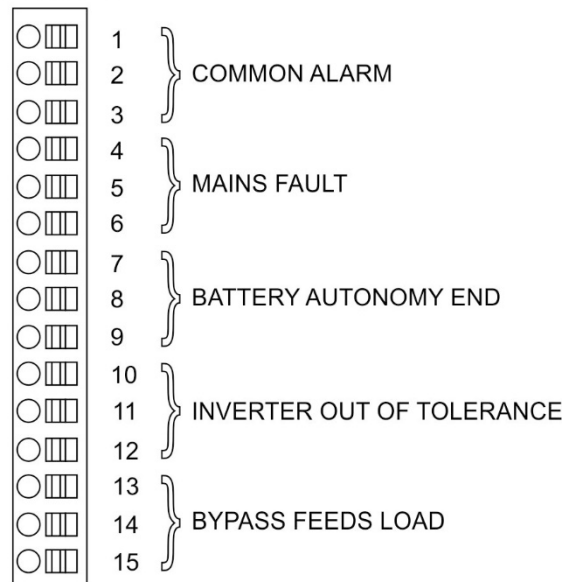 1
2 COMMON ALARM
3
4
5 MAINS FAULT
6
7
8 BATTERY AUTONOMY END
9
10
11 INVERTER OUT OF TOLERANCE
12
13
14 BYPASS FEEDS LOAD
15